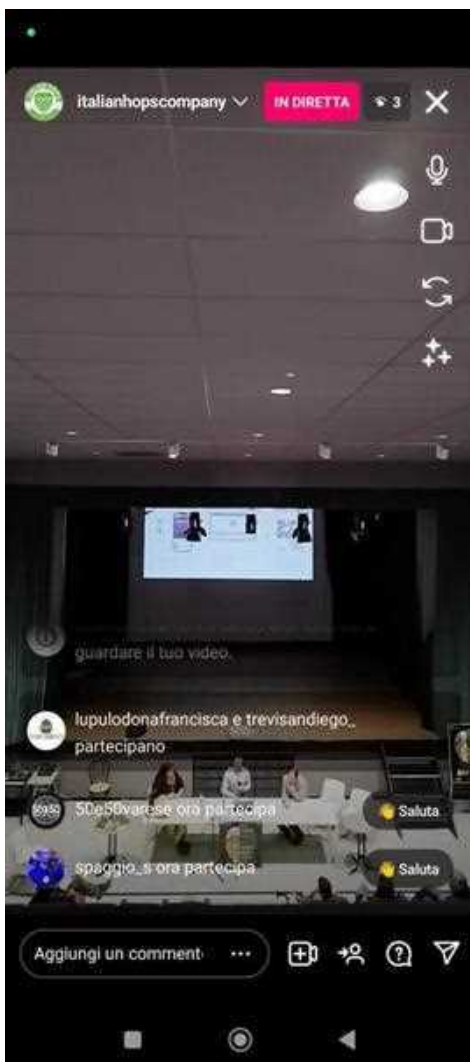 italianhopscompany
IN DIRETTA
3
guardare il tuo video.
lupulodonafrancisca e trevisandiego_
partecipano
50e50varese ora partecipa
Saluta
spaggio_s ora partecipa
Saluta
Aggiungi un comment